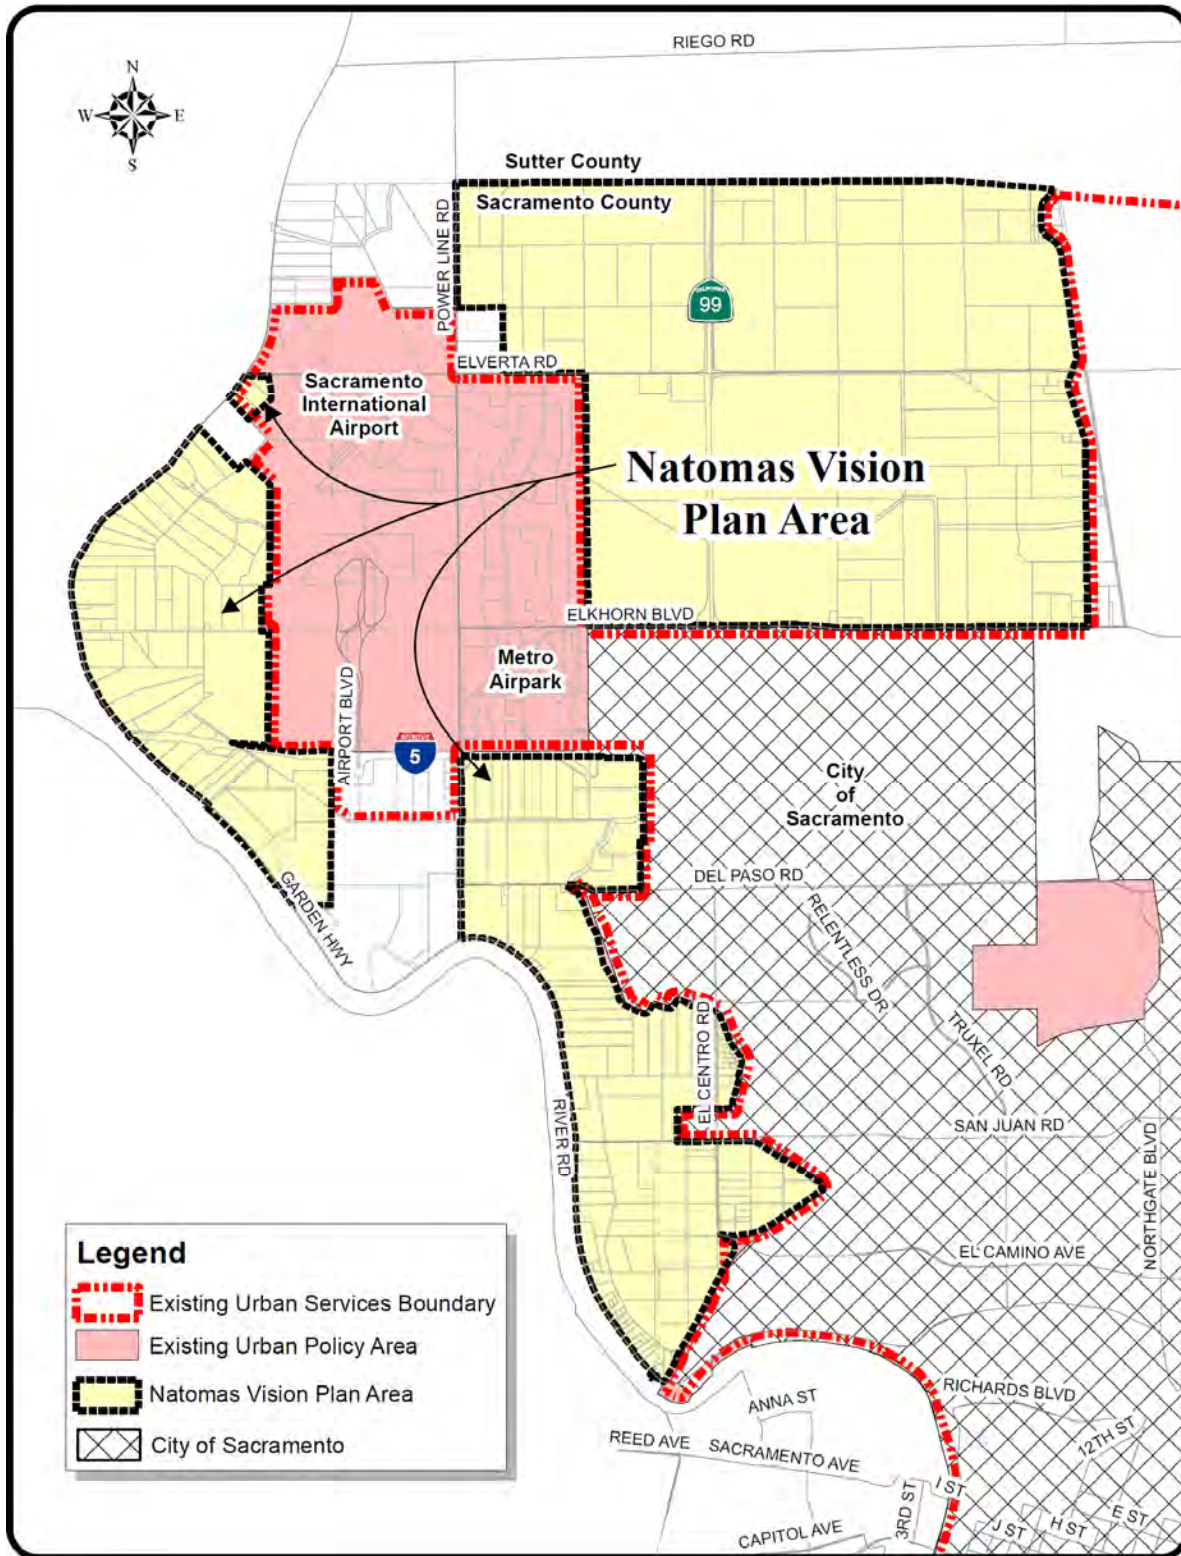 RIEGO RD
N
W E
S
Sutter County
Sacramento County
POWER LINE RD
CALIFORNIA
99
ELVERTA RD
Sacramento
International
Airport
Natomas Vision
Plan Area
ELKHORN BLVD
Metro
Airpark
AIRPORT BLVD
5
City
of
Sacramento
DEL PASO RD
GARDEN HWY
RELENTLESS DR
TRUXEL RD
EL CENTRO RD
SAN JUAN RD
RIVER RD
NORTHGATE BLVD
EL CAMINO AVE
Legend
Existing Urban Services Boundary
Existing Urban Policy Area
Natomas Vision Plan Area
City of Sacramento
RICHARDS BLVD
ANNA ST
12TH ST
REED AVE
SACRAMENTO AVE
I ST
3RD ST
E ST
H ST
J ST
CAPITOL AVE